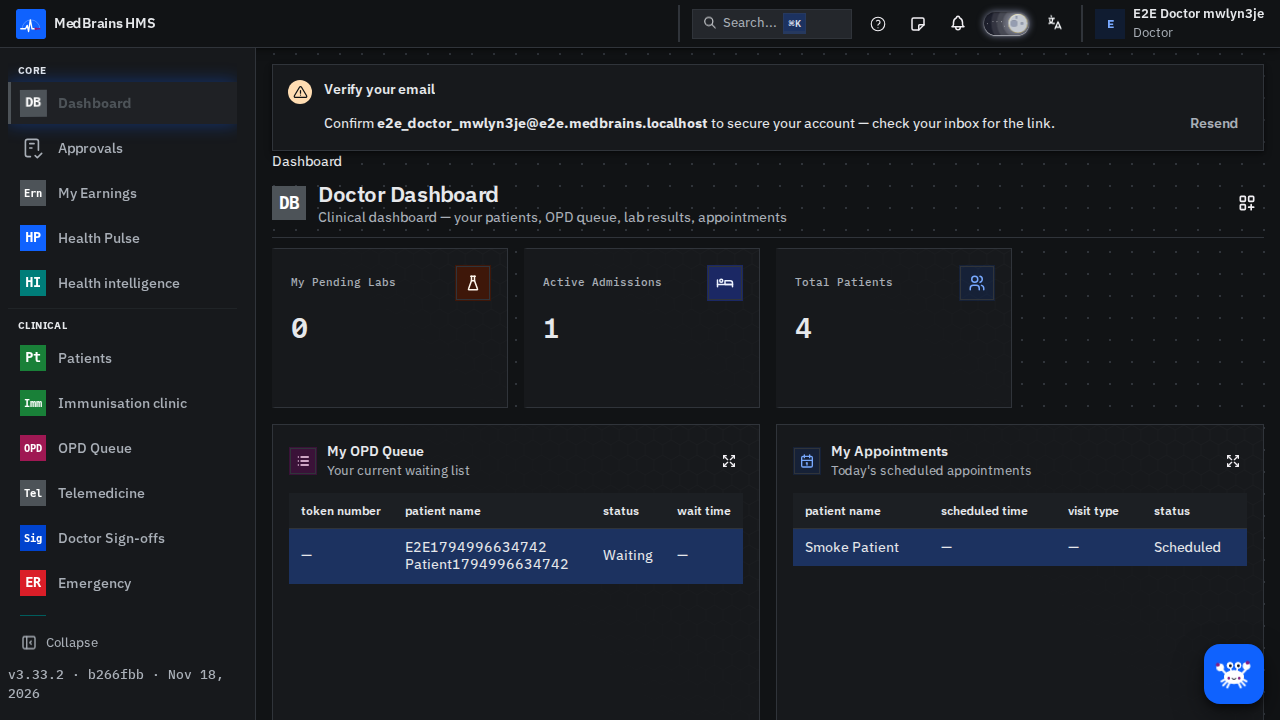 MedBrains HMS
Search... ⌘K
E
E2E Doctor mwlyn3je
Doctor
CORE
DB Dashboard
Approvals
Ern My Earnings
HP Health Pulse
HI Health intelligence
CLINICAL
Pt Patients
Imm Immunisation clinic
OPD OPD Queue
Tel Telemedicine
Sig Doctor Sign-offs
ER Emergency
Collapse
v3.33.2 · b266fbb · Nov 18,
2026
Verify your email
Confirm e2e_doctor_mwlyn3je@e2e.medbrains.localhost to secure your account — check your inbox for the link.
Resend
Dashboard
DB
Doctor Dashboard
Clinical dashboard — your patients, OPD queue, lab results, appointments
My Pending Labs
0
Active Admissions
1
Total Patients
4
My OPD Queue
Your current waiting list
token number patient name status wait time
— E2E1794996634742 Patient1794996634742 Waiting —
My Appointments
Today's scheduled appointments
patient name scheduled time visit type status
Smoke Patient — — Scheduled